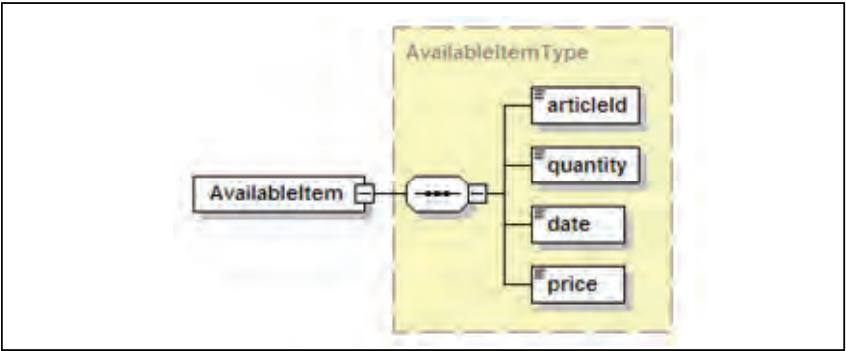 AvailableItemType
articleId
quantity
AvailableItem
date
price